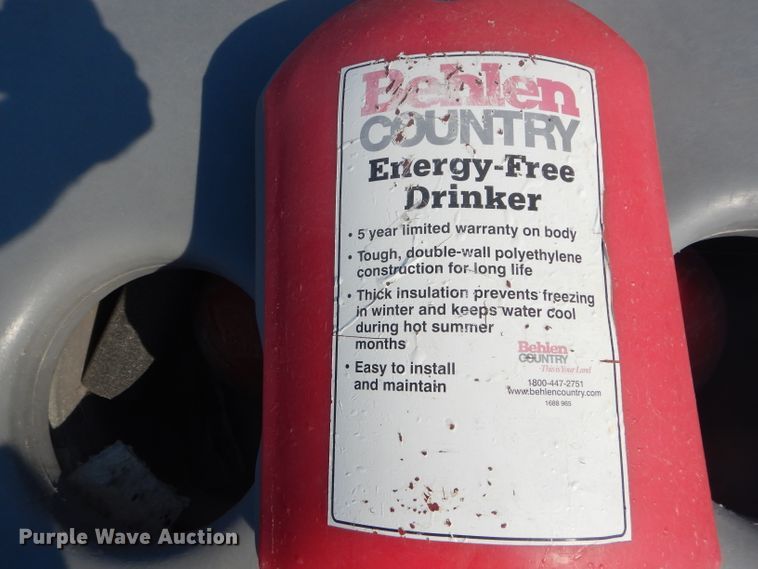 Behlen
COUNTRY
Energy-Free
Drinker
• 5 year limited warranty on body
• Tough, double-wall polyethylene
construction for long life
• Thick insulation prevents freezing
in winter and keeps water cool
during hot summer
months
• Easy to install
and maintain
Behlen
COUNTRY
This is Your Land
1800-447-2751
www.behlencountry.com
1688 965
Purple Wave Auction